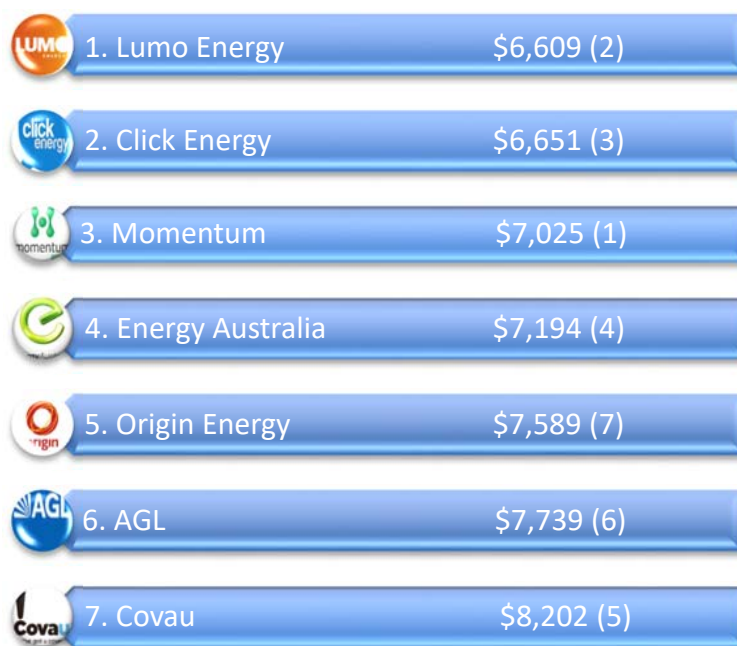 LUMO
ENERGY
1. Lumo Energy $6,609 (2)
click
energy
2. Click Energy $6,651 (3)
momentum
3. Momentum $7,025 (1)
4. Energy Australia $7,194 (4)
origin
5. Origin Energy $7,589 (7)
AGL
6. AGL $7,739 (6)
Covau
7. Covau $8,202 (5)